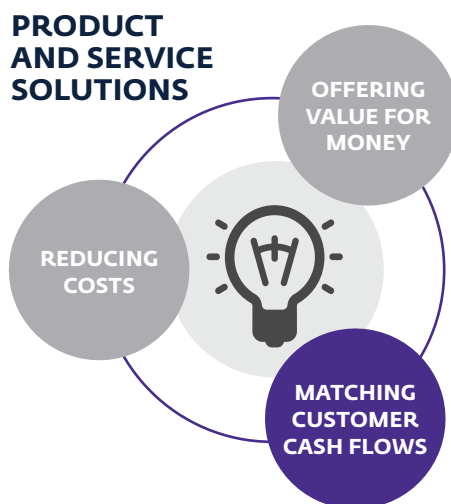 PRODUCT
AND SERVICE
SOLUTIONS
OFFERING
VALUE FOR
MONEY
REDUCING
COSTS
MATCHING
CUSTOMER
CASH FLOWS